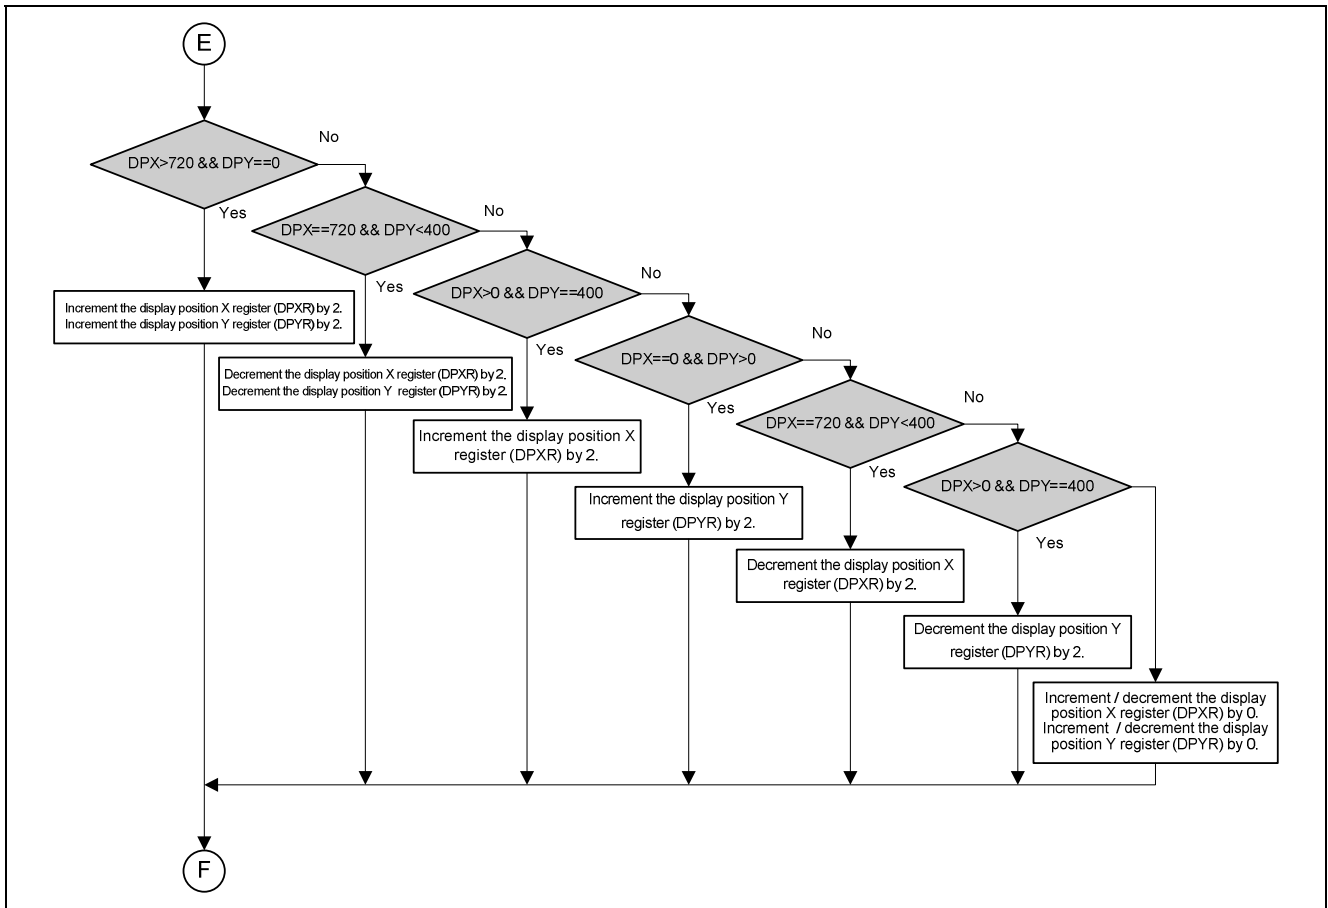 E
No
DPX>720 && DPY==0
Yes
No
DPX==720 && DPY<400
Yes
No
DPX>0 && DPY==400
Yes
No
DPX==0 && DPY>0
Yes
No
DPX==720 && DPY<400
Yes
DPX>0 && DPY==400
Yes
Increment the display position X register (DPXR) by 2.
Increment the display position Y register (DPYR) by 2.
Decrement the display position X register (DPXR) by 2.
Decrement the display position Y register (DPYR) by 2.
Increment the display position X
register (DPXR) by 2.
Increment the display position Y
register (DPYR) by 2.
Decrement the display position X
register (DPXR) by 2.
Decrement the display position Y
register (DPYR) by 2.
Increment / decrement the display
position X register (DPXR) by 0.
Increment / decrement the display
position Y register (DPYR) by 0.
F